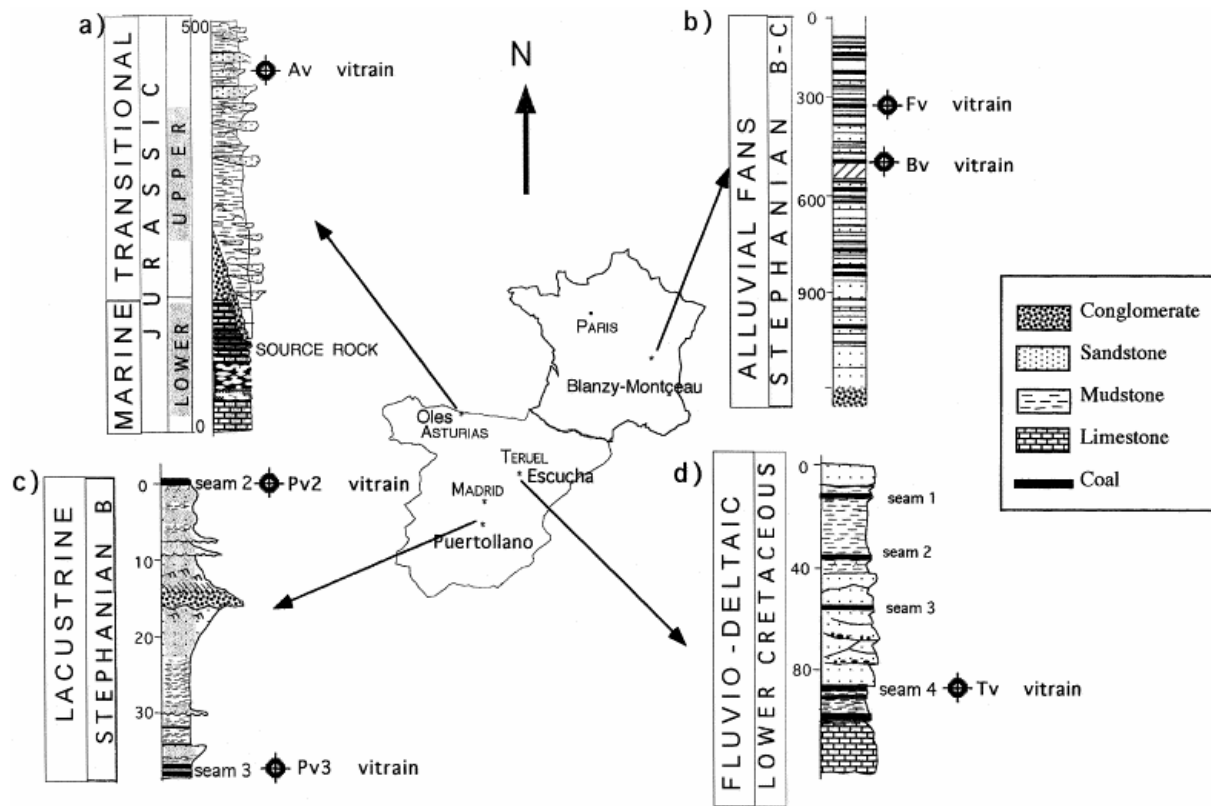 a)
MARINE TRANSITIONAL
JURASSIC
LOWER UPPER
500
0
Av vitrain
SOURCE ROCK
N
b)
ALLUVIAL FANS
STEPHANIAN B-C
0
300
600
900
Fv vitrain
Bv vitrain
PARIS
Blanzy-Montçeau
Oles
ASTURIAS
TERUEL
Escucha
MADRID
Puertollano
Conglomerate
Sandstone
Mudstone
Limestone
Coal
c)
LACUSTRINE
STEPHANIAN B
0
10
20
30
seam 2 Pv2 vitrain
seam 3 Pv3 vitrain
d)
FLUVIO-DELTAIC
LOWER CRETACEOUS
0
40
80
seam 1
seam 2
seam 3
seam 4 Tv vitrain